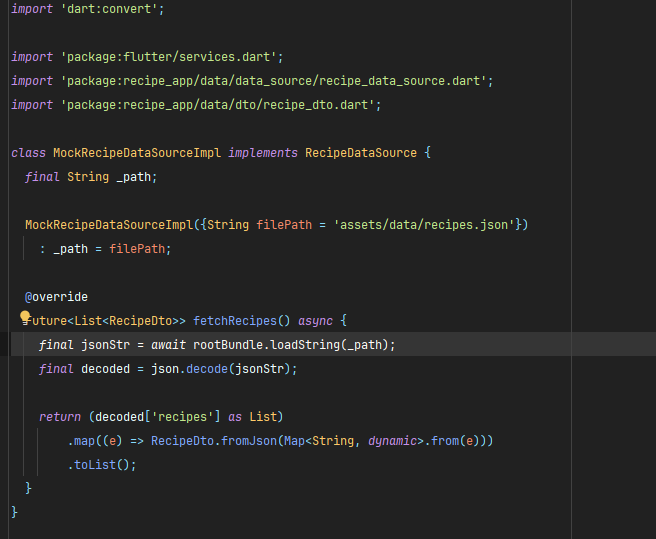 import 'dart:convert';
import 'package:flutter/services.dart';
import 'package:recipe_app/data/data_source/recipe_data_source.dart';
import 'package:recipe_app/data/dto/recipe_dto.dart';
class MockRecipeDataSourceImpl implements RecipeDataSource {
final String _path;
MockRecipeDataSourceImpl({String filePath = 'assets/data/recipes.json'})
: _path = filePath;
@override
Future<List<RecipeDto>> fetchRecipes() async {
final jsonStr = await rootBundle.loadString(_path);
final decoded = json.decode(jsonStr);
return (decoded['recipes'] as List)
.map((e) => RecipeDto.fromJson(Map<String, dynamic>.from(e)))
.toList();
}
}